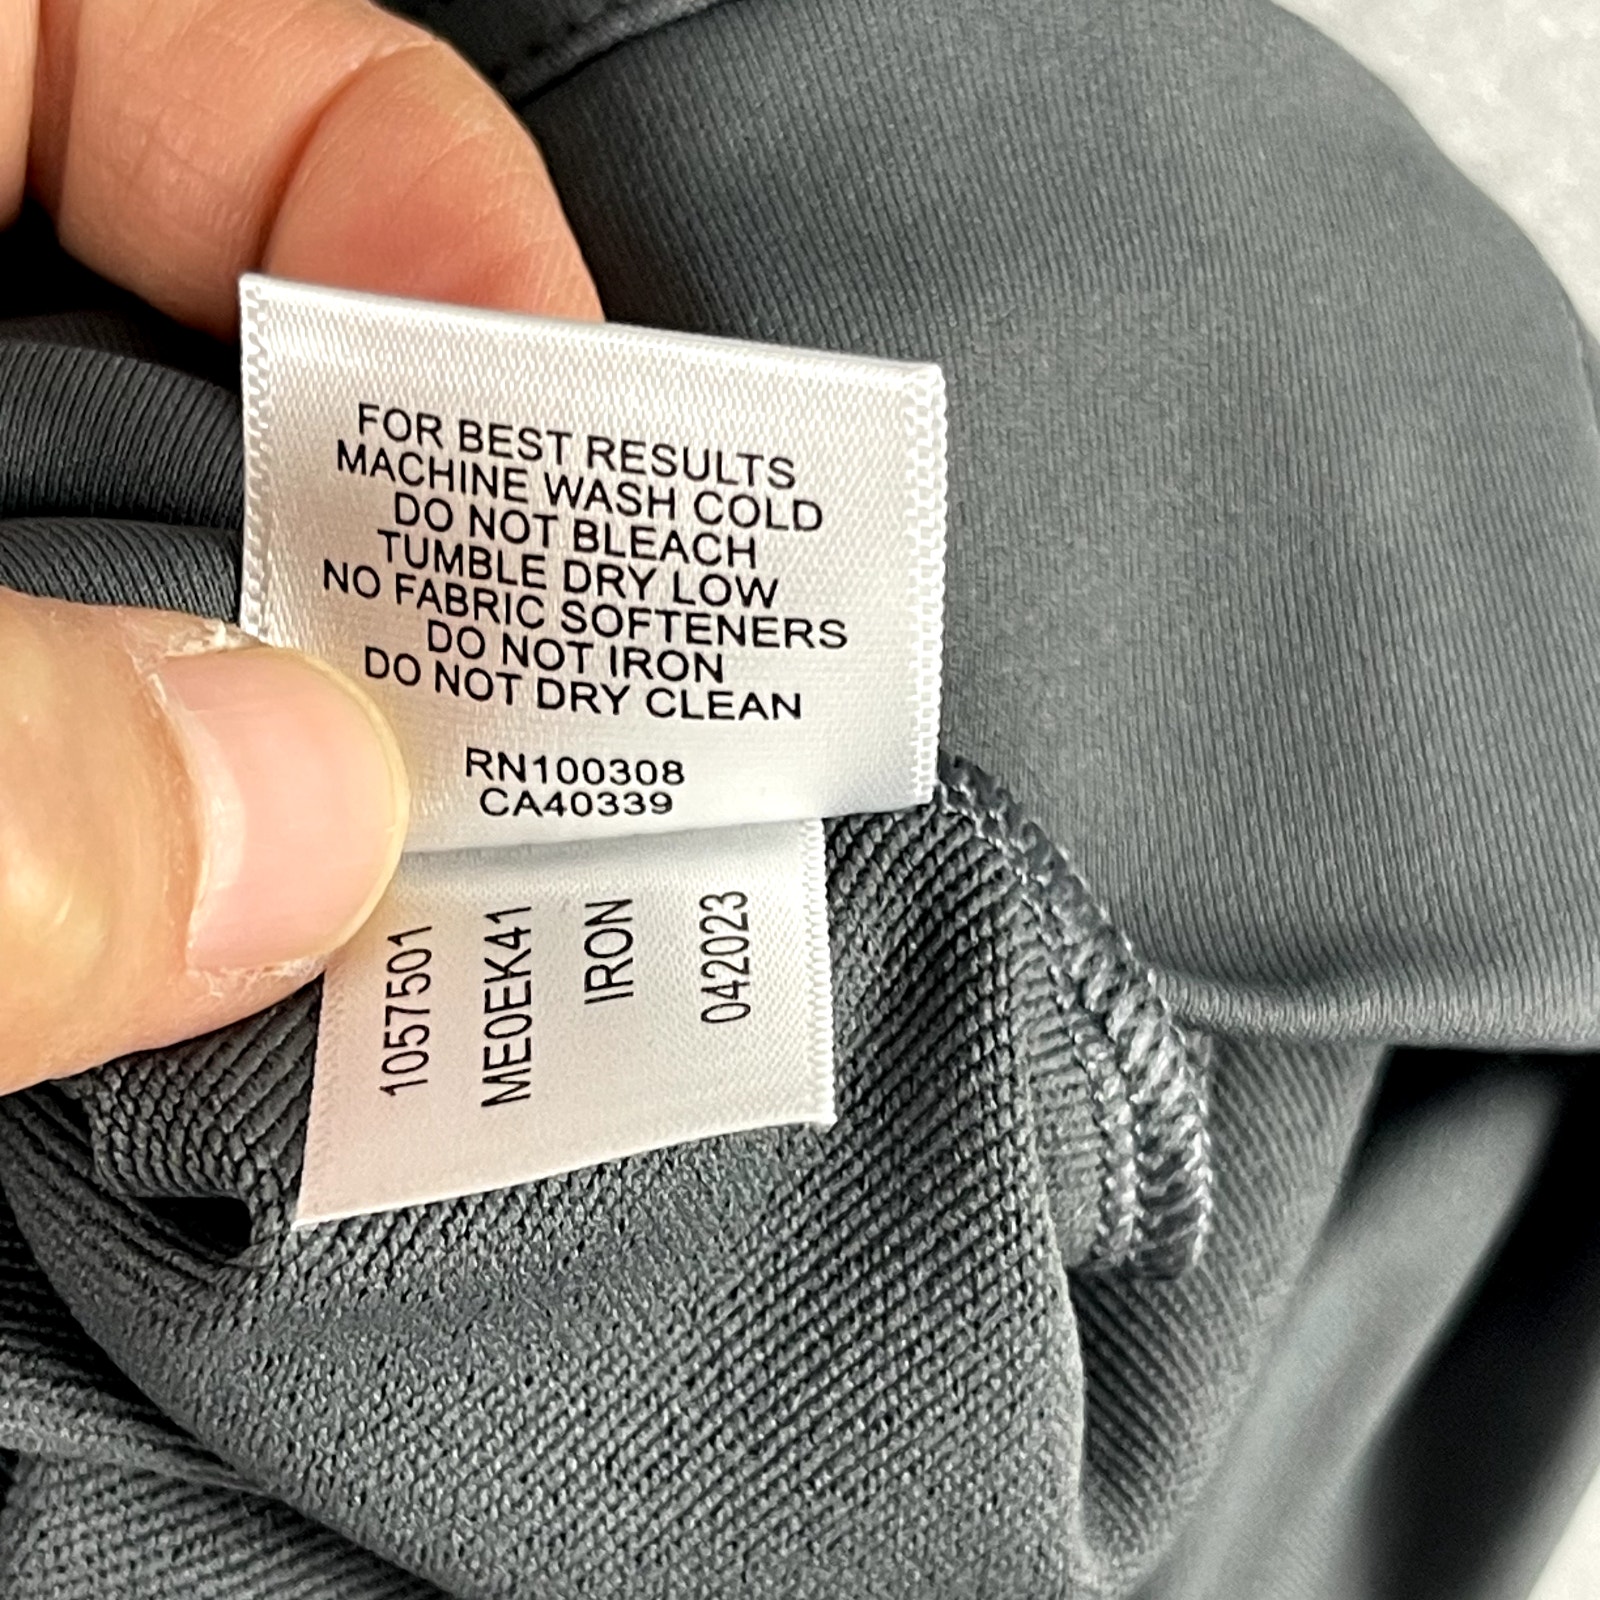 FOR BEST RESULTS
MACHINE WASH COLD
DO NOT BLEACH
TUMBLE DRY LOW
NO FABRIC SOFTENERS
DO NOT IRON
DO NOT DRY CLEAN
RN100308
CA40339
1057501
ME0EK41
IRON
042023